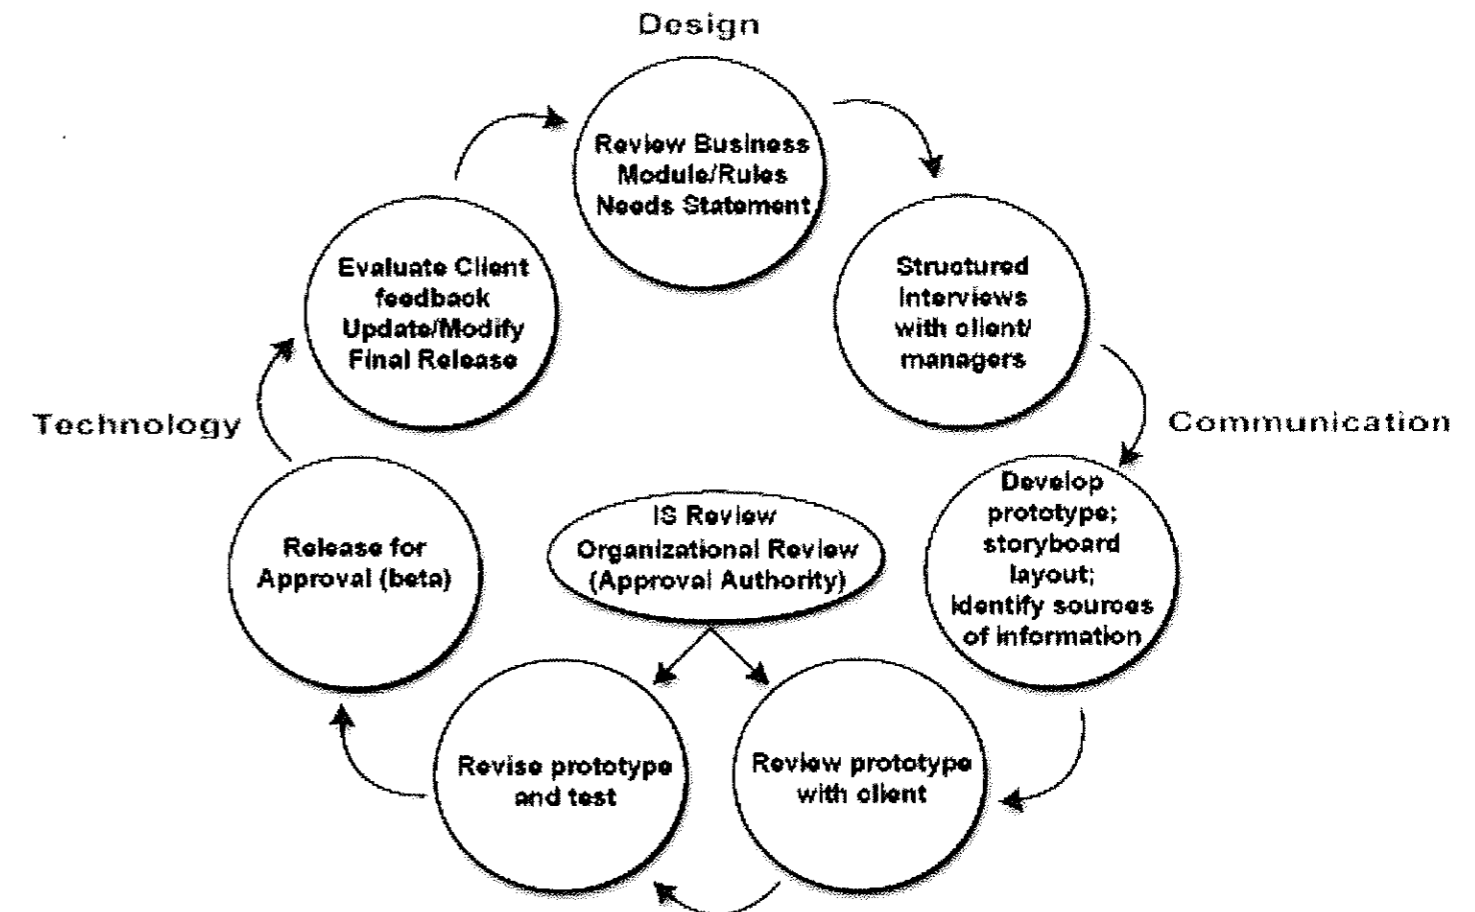 Design
Review Business
Module/Rules
Needs Statement
Structured
Interviews
with client/
managers
Communication
Develop
prototype;
storyboard
layout;
identify sources
of information
Review prototype
with client
Revise prototype
and test
Release for
Approval (beta)
Technology
Evaluate Client
feedback
Update/Modify
Final Release
IS Review
Organizational Review
(Approval Authority)